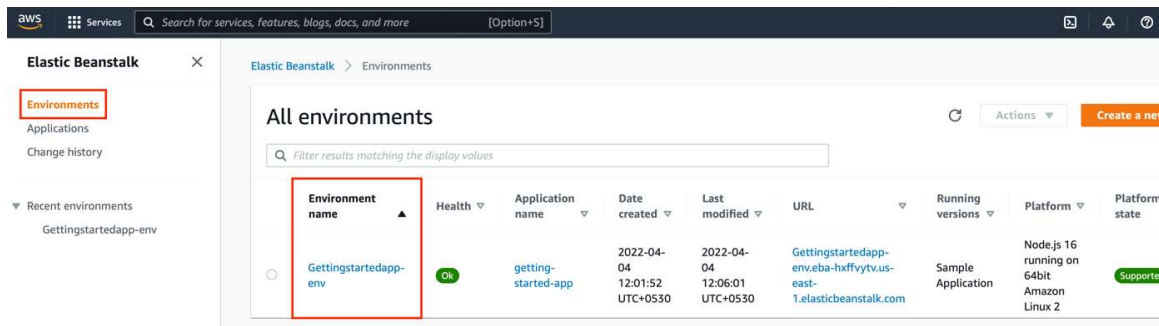 aws
Services
Search for services, features, blogs, docs, and more
[Option+S]
Elastic Beanstalk
Environments
Applications
Change history
Recent environments
Gettingstartedapp-env
Elastic Beanstalk > Environments
All environments
Actions
Create a ne
Filter results matching the display values
Environment
name
Health
Application
name
Date
created
Last
modified
URL
Running
versions
Platform
Platform
state
Gettingstartedapp-
env
Ok
getting-
started-app
2022-04-
04
12:01:52
UTC+0530
2022-04-
04
12:06:01
UTC+0530
Gettingstartedapp-
env.eba-hxffvytv.us-
east-
1.elasticbeanstalk.com
Sample
Application
Node.js 16
running on
64bit
Amazon
Linux 2
Supporte